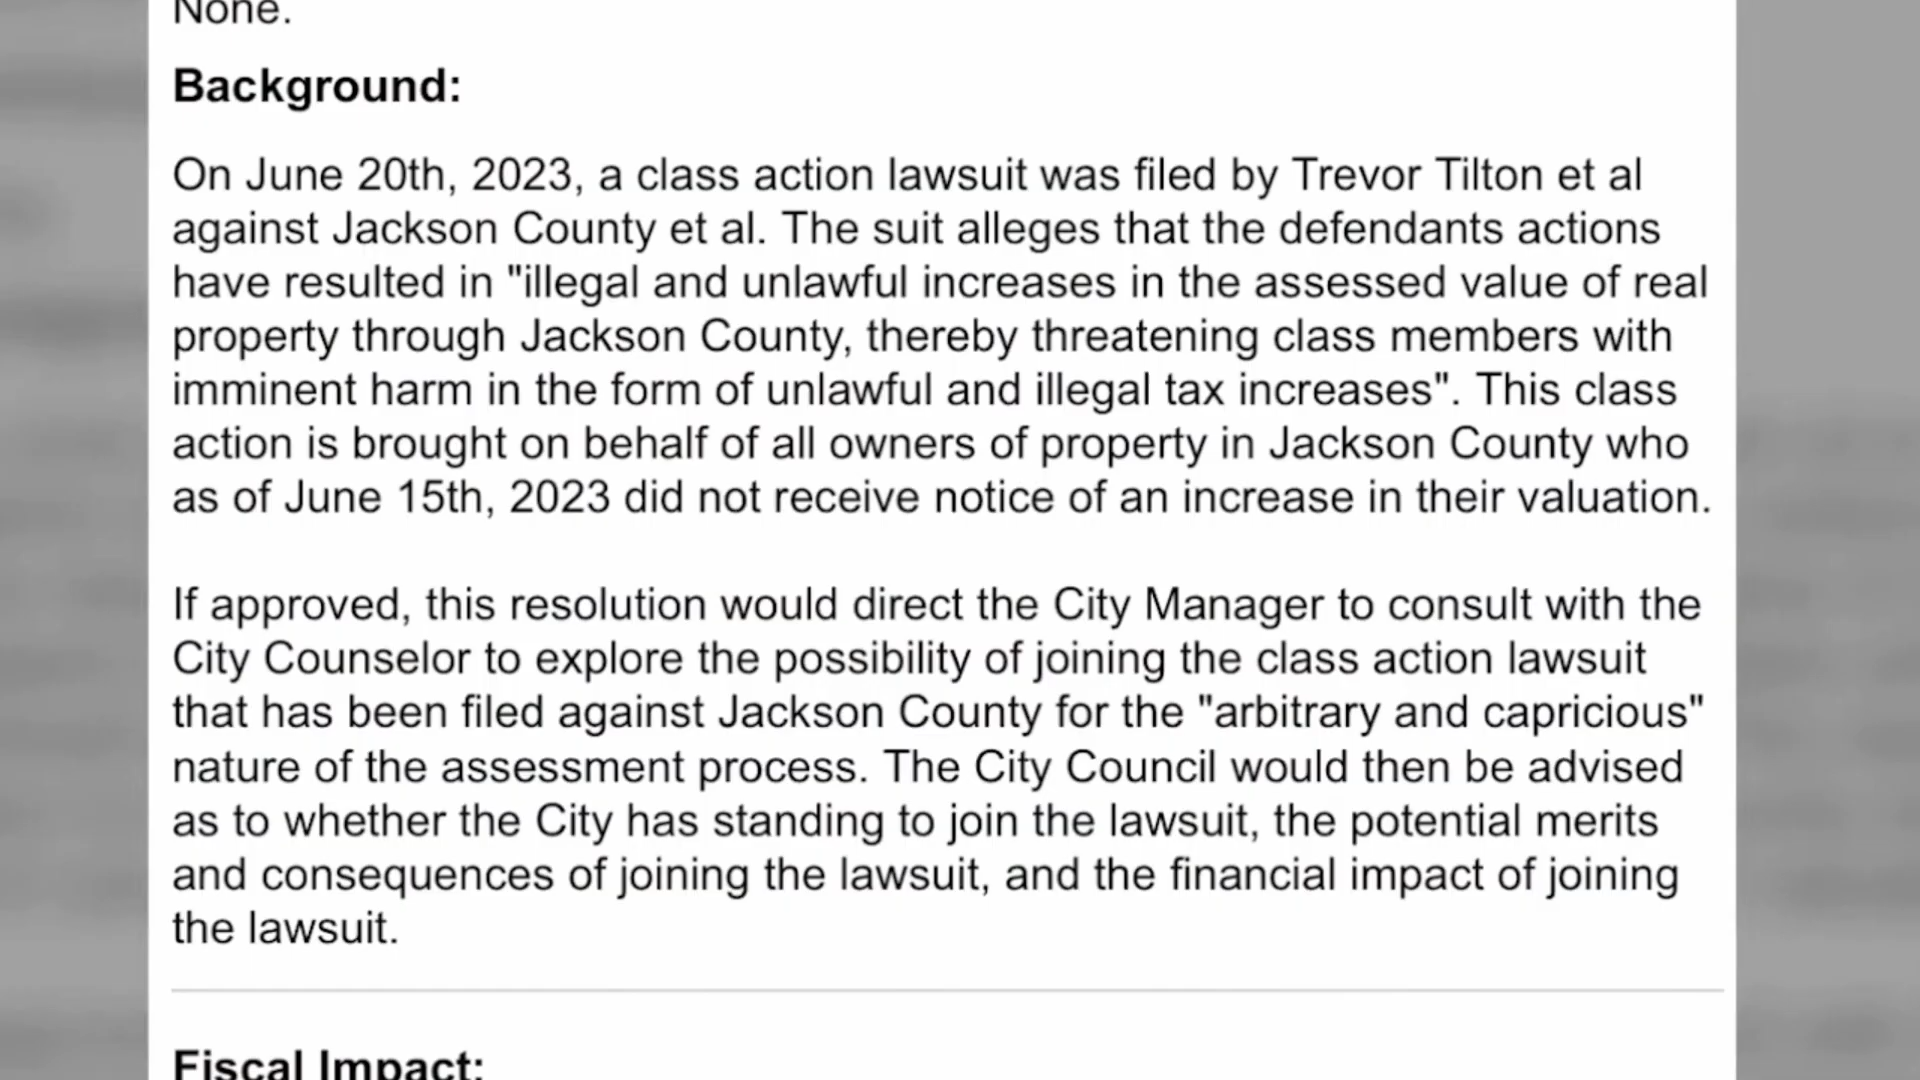 None.
Background:
On June 20th, 2023, a class action lawsuit was filed by Trevor Tilton et al
against Jackson County et al. The suit alleges that the defendants actions
have resulted in "illegal and unlawful increases in the assessed value of real
property through Jackson County, thereby threatening class members with
imminent harm in the form of unlawful and illegal tax increases". This class
action is brought on behalf of all owners of property in Jackson County who
as of June 15th, 2023 did not receive notice of an increase in their valuation.
If approved, this resolution would direct the City Manager to consult with the
City Counselor to explore the possibility of joining the class action lawsuit
that has been filed against Jackson County for the "arbitrary and capricious"
nature of the assessment process. The City Council would then be advised
as to whether the City has standing to join the lawsuit, the potential merits
and consequences of joining the lawsuit, and the financial impact of joining
the lawsuit.
Fiscal Impact: